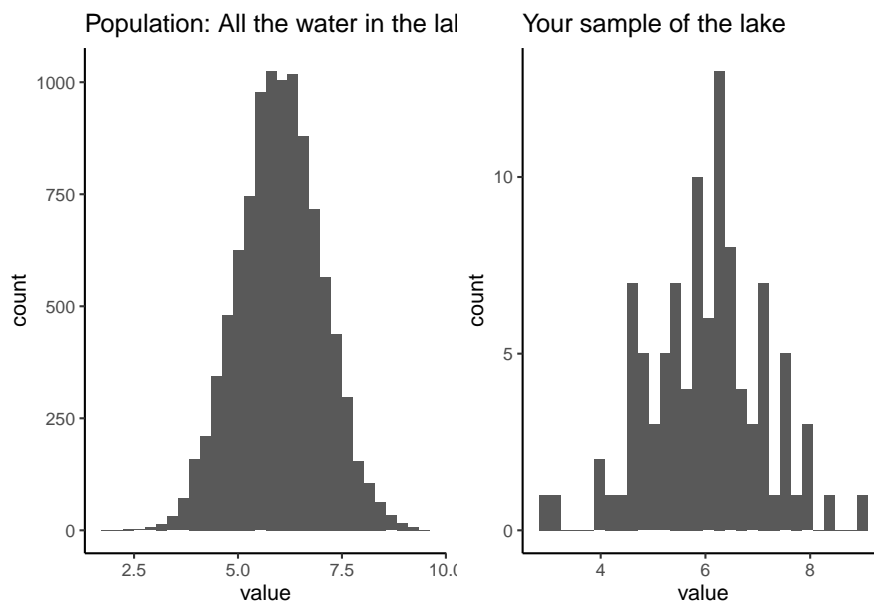 Population: All the water in the lal
Your sample of the lake
1000
750
500
250
0
count
2.5
5.0
7.5
10.0
value
10
5
0
count
4
6
8
value